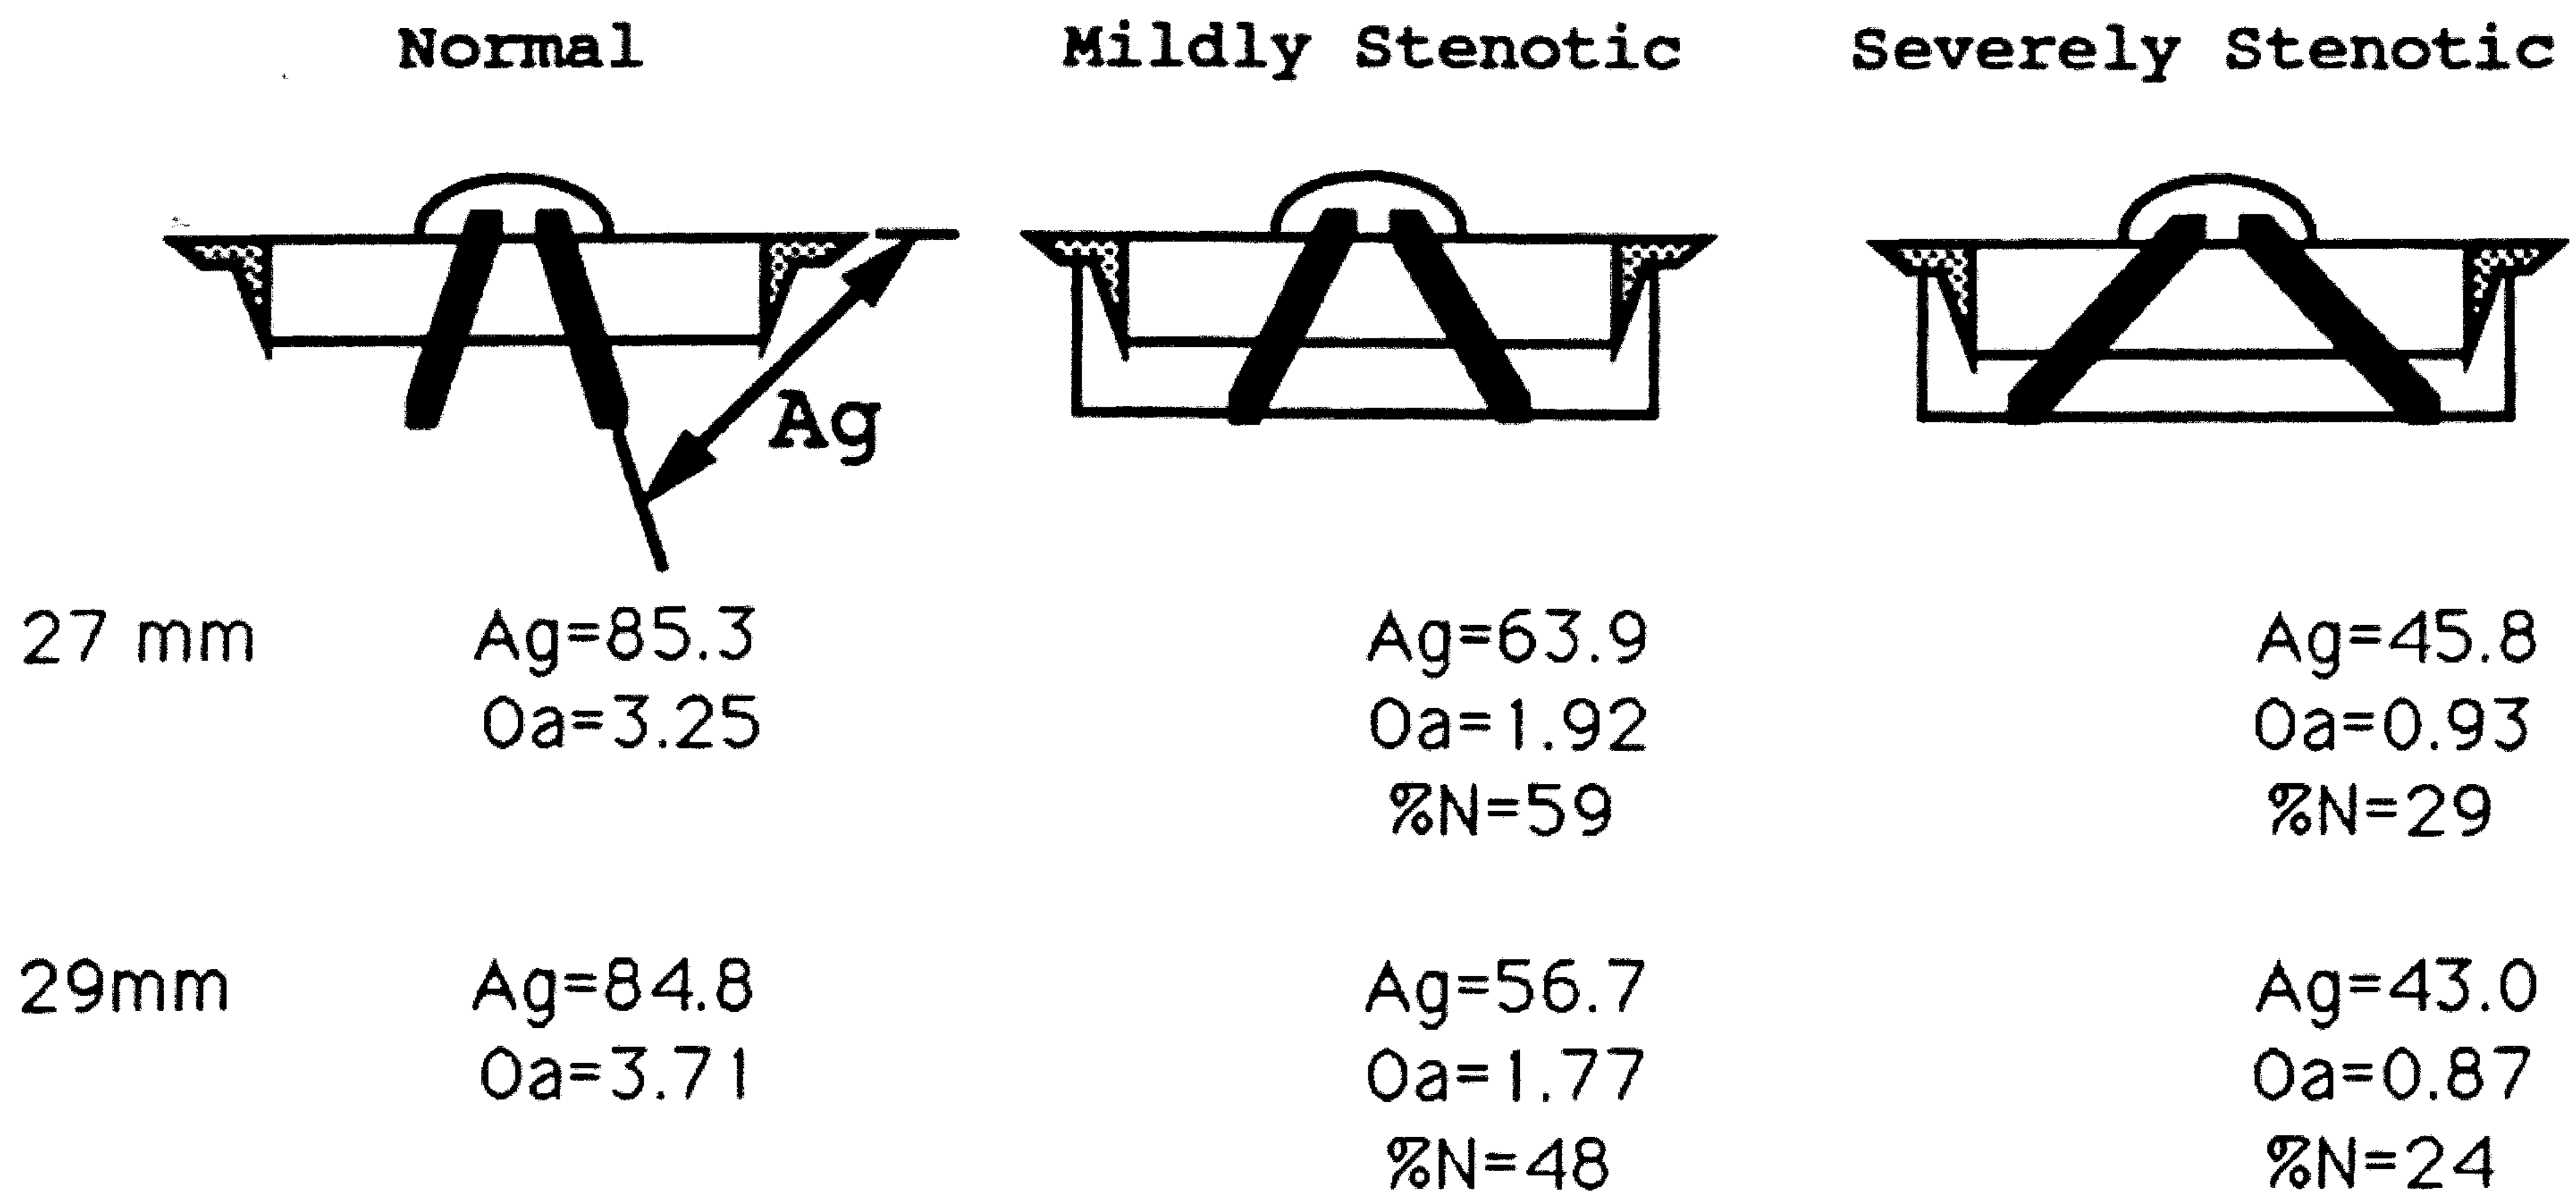 Normal Mildly Stenotic Severely Stenotic
Ag
27 mm Ag=85.3 Ag=63.9 Ag=45.8
Oa=3.25 Oa=1.92 Oa=0.93
%N=59 %N=29
29mm Ag=84.8 Ag=56.7 Ag=43.0
Oa=3.71 Oa=1.77 Oa=0.87
%N=48 %N=24